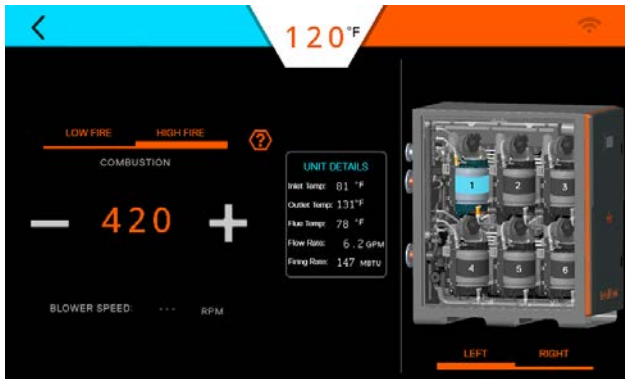 120°F
LOW FIRE HIGH FIRE ?
COMBUSTION
— 420 +
BLOWER SPEED: --- RPM
UNIT DETAILS
Inlet Temp: 81 °F
Outlet Temp: 131°F
Flue Temp: 78 °F
Flow Rate: 6.2 GPM
Firing Rate: 147 MBTU
1 2 3
4 5 6
LEFT RIGHT